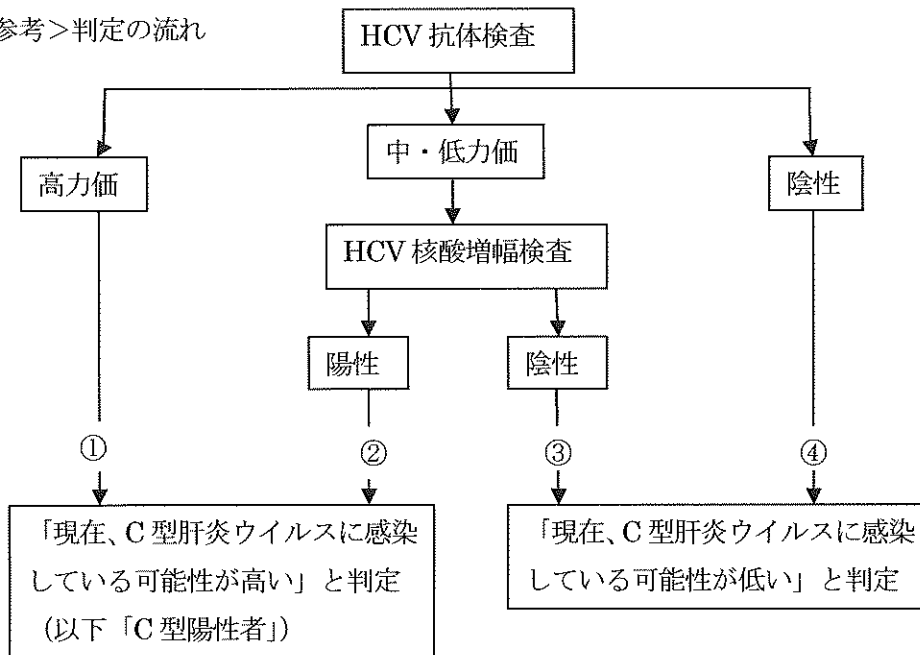 参考＞判定の流れ
HCV 抗体検査
高力価
中・低力価
陰性
HCV 核酸増幅検査
陽性
陰性
①
②
③
④
「現在、C 型肝炎ウイルスに感染
している可能性が高い」と判定
（以下「C 型陽性者」）
「現在、C 型肝炎ウイルスに感染
している可能性が低い」と判定